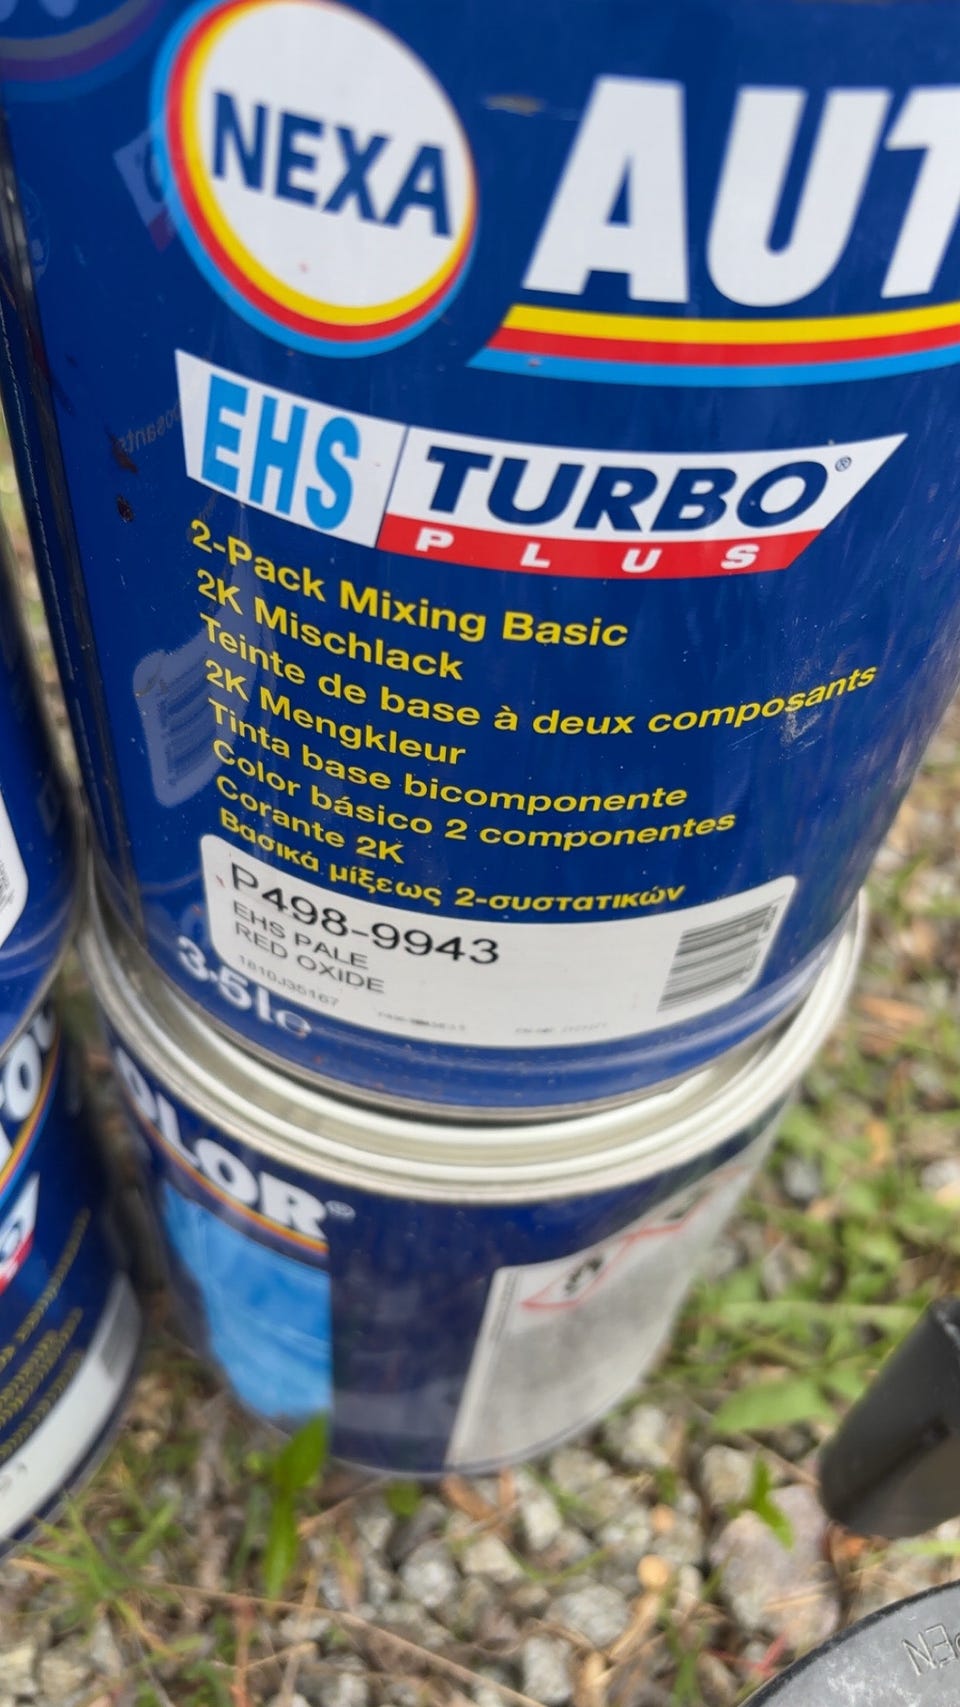 NEXA
AUT
EHS TURBO®
PLUS
2-Pack Mixing Basic
2K Mischlack
Teinte de base à deux composants
2K Mengkleur
Tinta base bicomponente
Color básico 2 componentes
Corante 2K
Βασικά μίξεως 2-συστατικών
P498-9943
EHS PALE
RED OXIDE
1810J35167
3.5L e
OLOR®